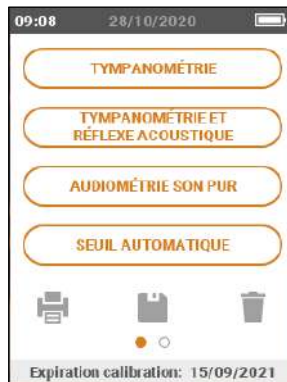 09:08 28/10/2020
TYMPANOMÉTRIE
TYMPANOMÉTRIE ET
RÉFLEXE ACOUSTIQUE
AUDIOMÉTRIE SON PUR
SEUIL AUTOMATIQUE
Expiration calibration: 15/09/2021